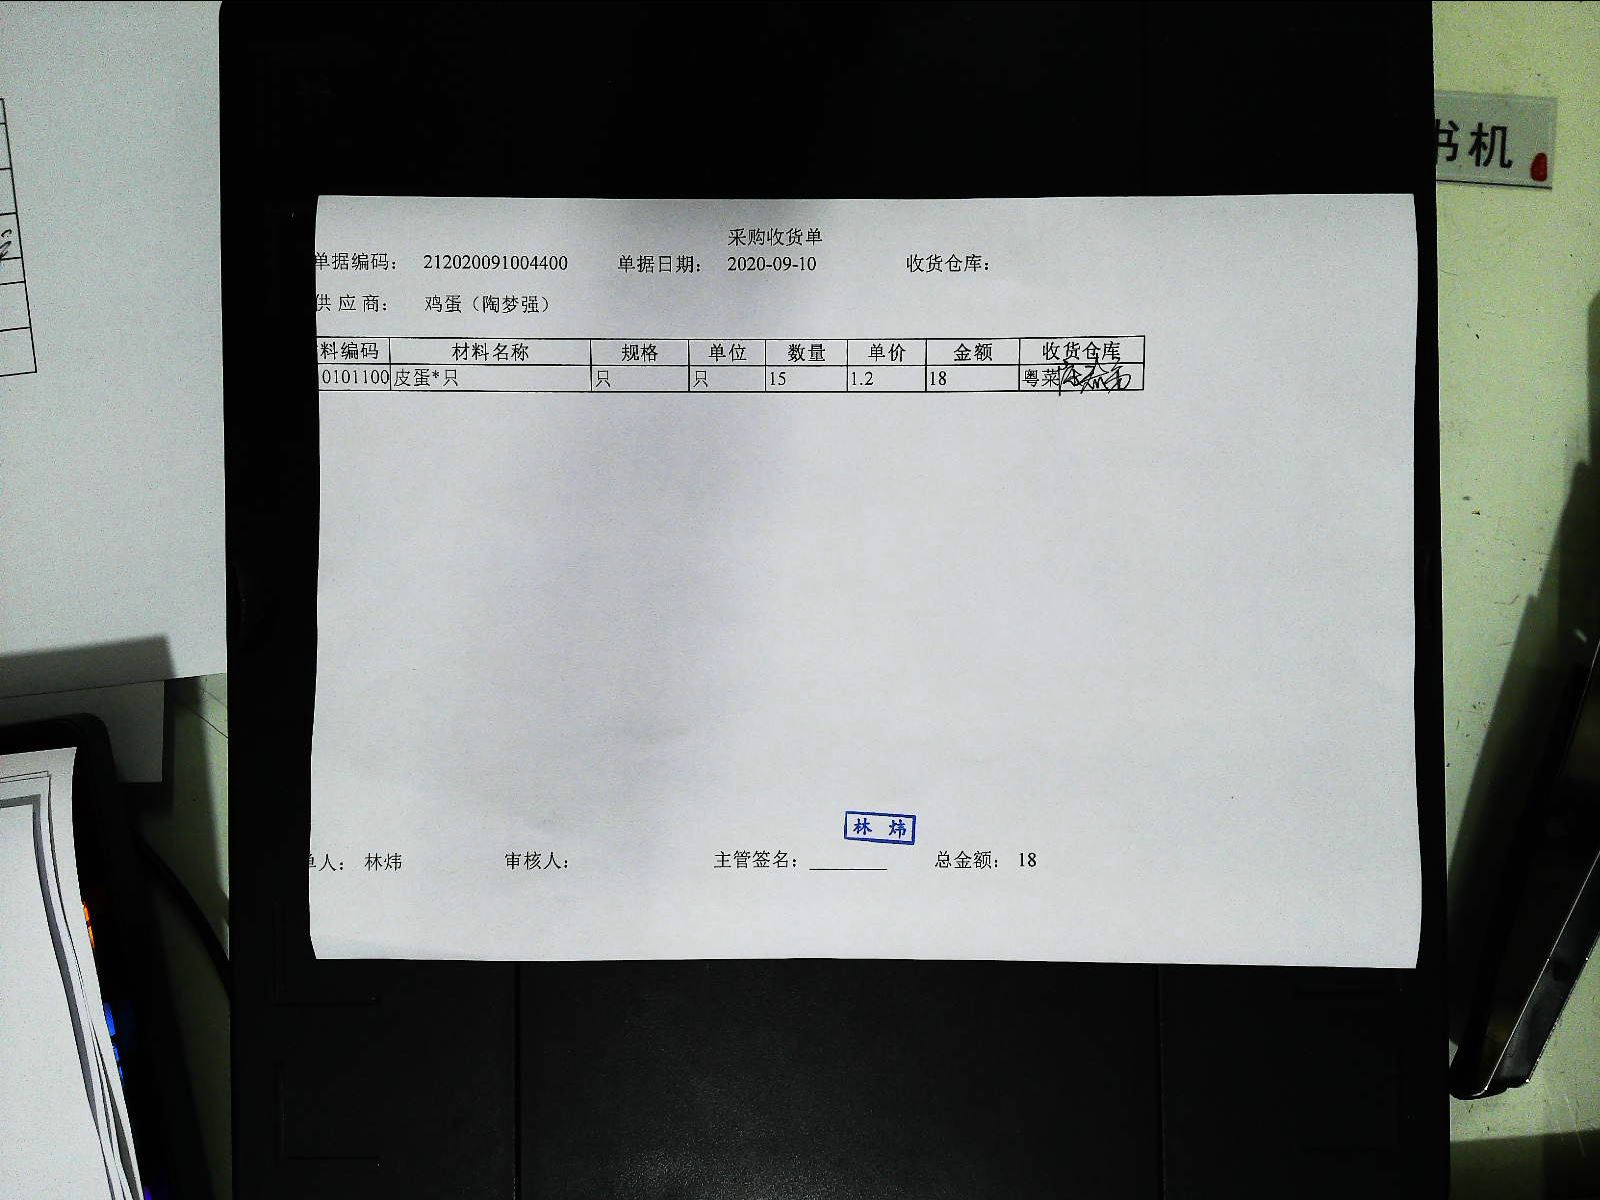 书机
采购收货单
单据编码: 212020091004400 单据日期: 2020-09-10 收货仓库:
供应商: 鸡蛋（陶梦强）
料编码 材料名称 规格 单位 数量 单价 金额 收货仓库
0101100 皮蛋*只 只 只 15 1.2 18 粤菜
林炜
单人: 林炜 审核人: 主管签名: ________ 总金额: 18